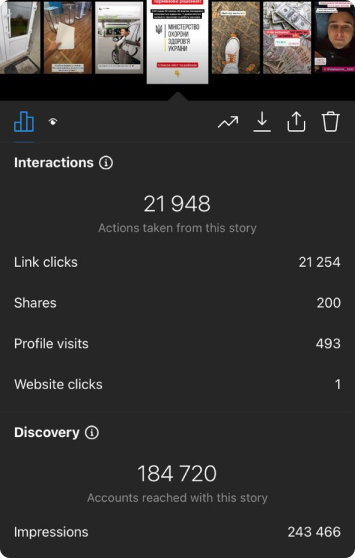 МІНІСТЕРСТВО
ОХОРОНИ
ЗДОРОВ'Я
УКРАЇНИ
Interactions
21 948
Actions taken from this story
Link clicks 21 254
Shares 200
Profile visits 493
Website clicks 1
Discovery
184 720
Accounts reached with this story
Impressions 243 466